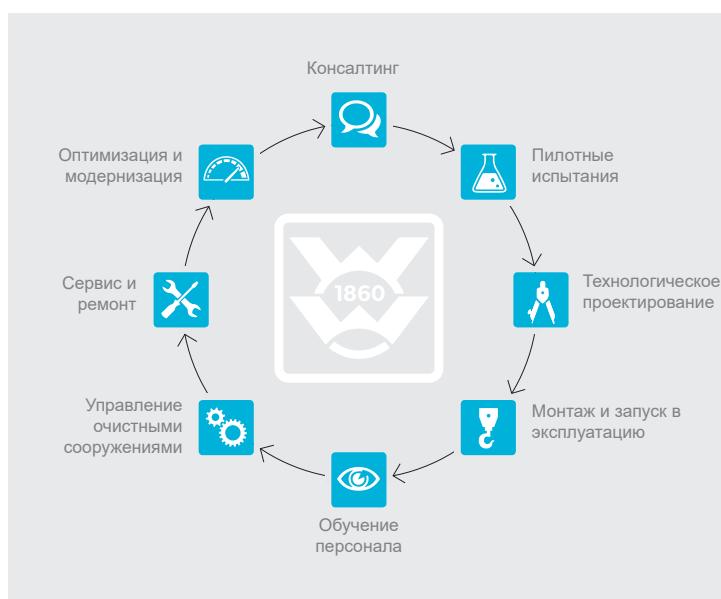 Консалтинг
Пилотные
испытания
Технологическое
проектирование
Монтаж и запуск в
эксплуатацию
Обучение
персонала
Управление
очистными
сооружениями
Сервис и
ремонт
Оптимизация и
модернизация
W
1860
W